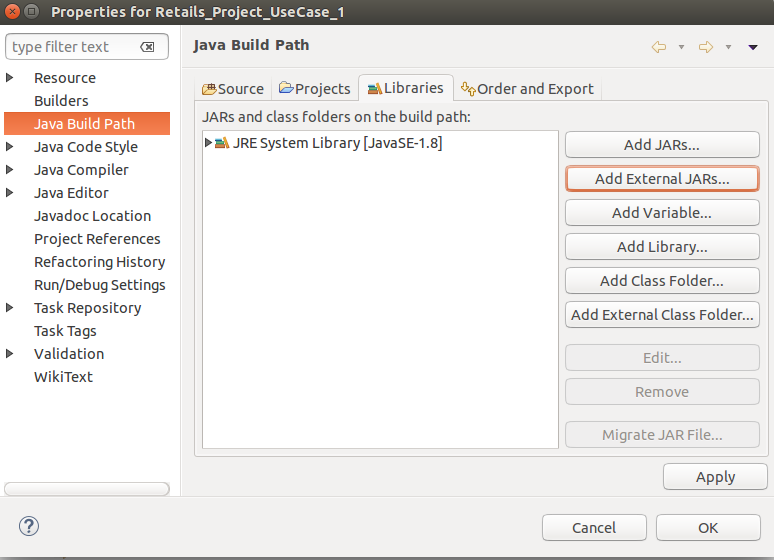 Properties for Retails_Project_UseCase_1
type filter text
Resource
Builders
Java Build Path
Java Code Style
Java Compiler
Java Editor
Javadoc Location
Project References
Refactoring History
Run/Debug Settings
Task Repository
Task Tags
Validation
WikiText
Java Build Path
Source Projects Libraries Order and Export
JARs and class folders on the build path:
JRE System Library [JavaSE-1.8]
Add JARs...
Add External JARs...
Add Variable...
Add Library...
Add Class Folder...
Add External Class Folder...
Edit...
Remove
Migrate JAR File...
Apply
? Cancel OK